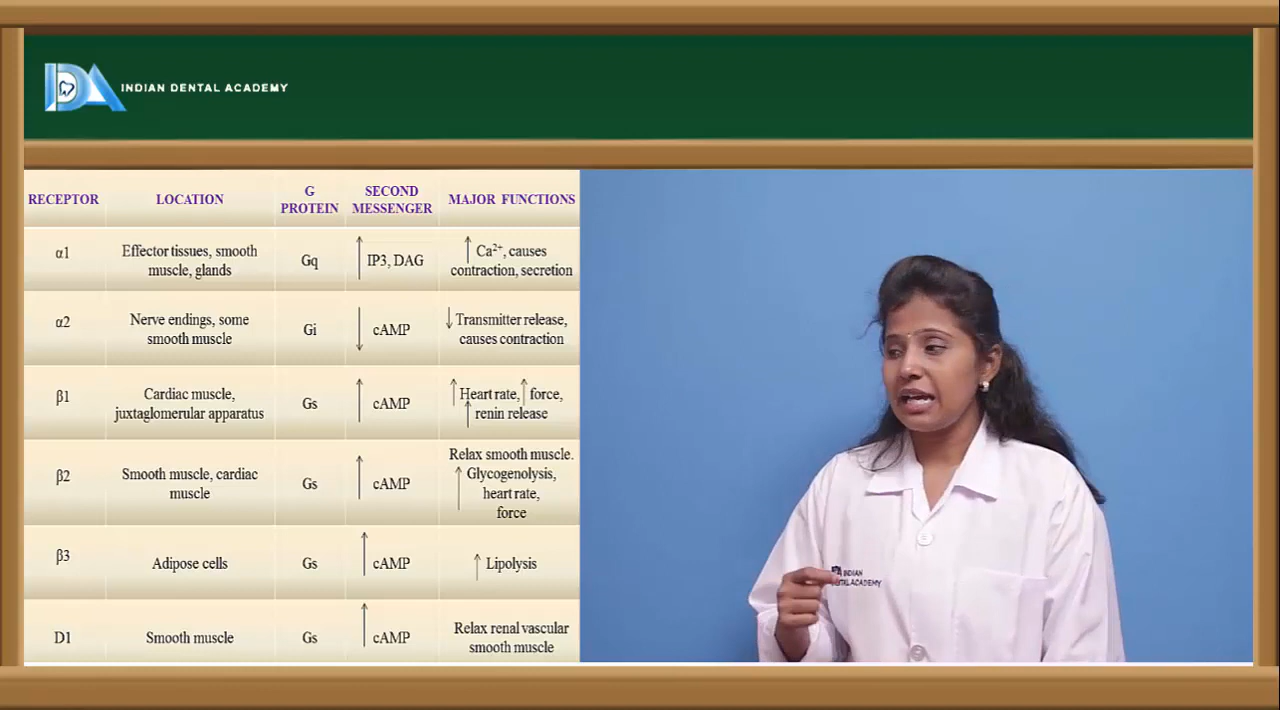 INDIAN DENTAL ACADEMY
RECEPTOR
LOCATION
G
PROTEIN
SECOND
MESSENGER
MAJOR FUNCTIONS
α1
Effector tissues, smooth
muscle, glands
Gq
↑ IP3, DAG
↑ Ca²⁺, causes
contraction, secretion
α2
Nerve endings, some
smooth muscle
Gi
↓ cAMP
↓ Transmitter release,
causes contraction
β1
Cardiac muscle,
juxtaglomerular apparatus
Gs
↑ cAMP
↑ Heart rate, ↑ force,
↑ renin release
β2
Smooth muscle, cardiac
muscle
Gs
↑ cAMP
Relax smooth muscle.
↑ Glycogenolysis,
heart rate,
force
β3
Adipose cells
Gs
↑ cAMP
↑ Lipolysis
D1
Smooth muscle
Gs
↑ cAMP
Relax renal vascular
smooth muscle
INDIAN
DENTAL ACADEMY